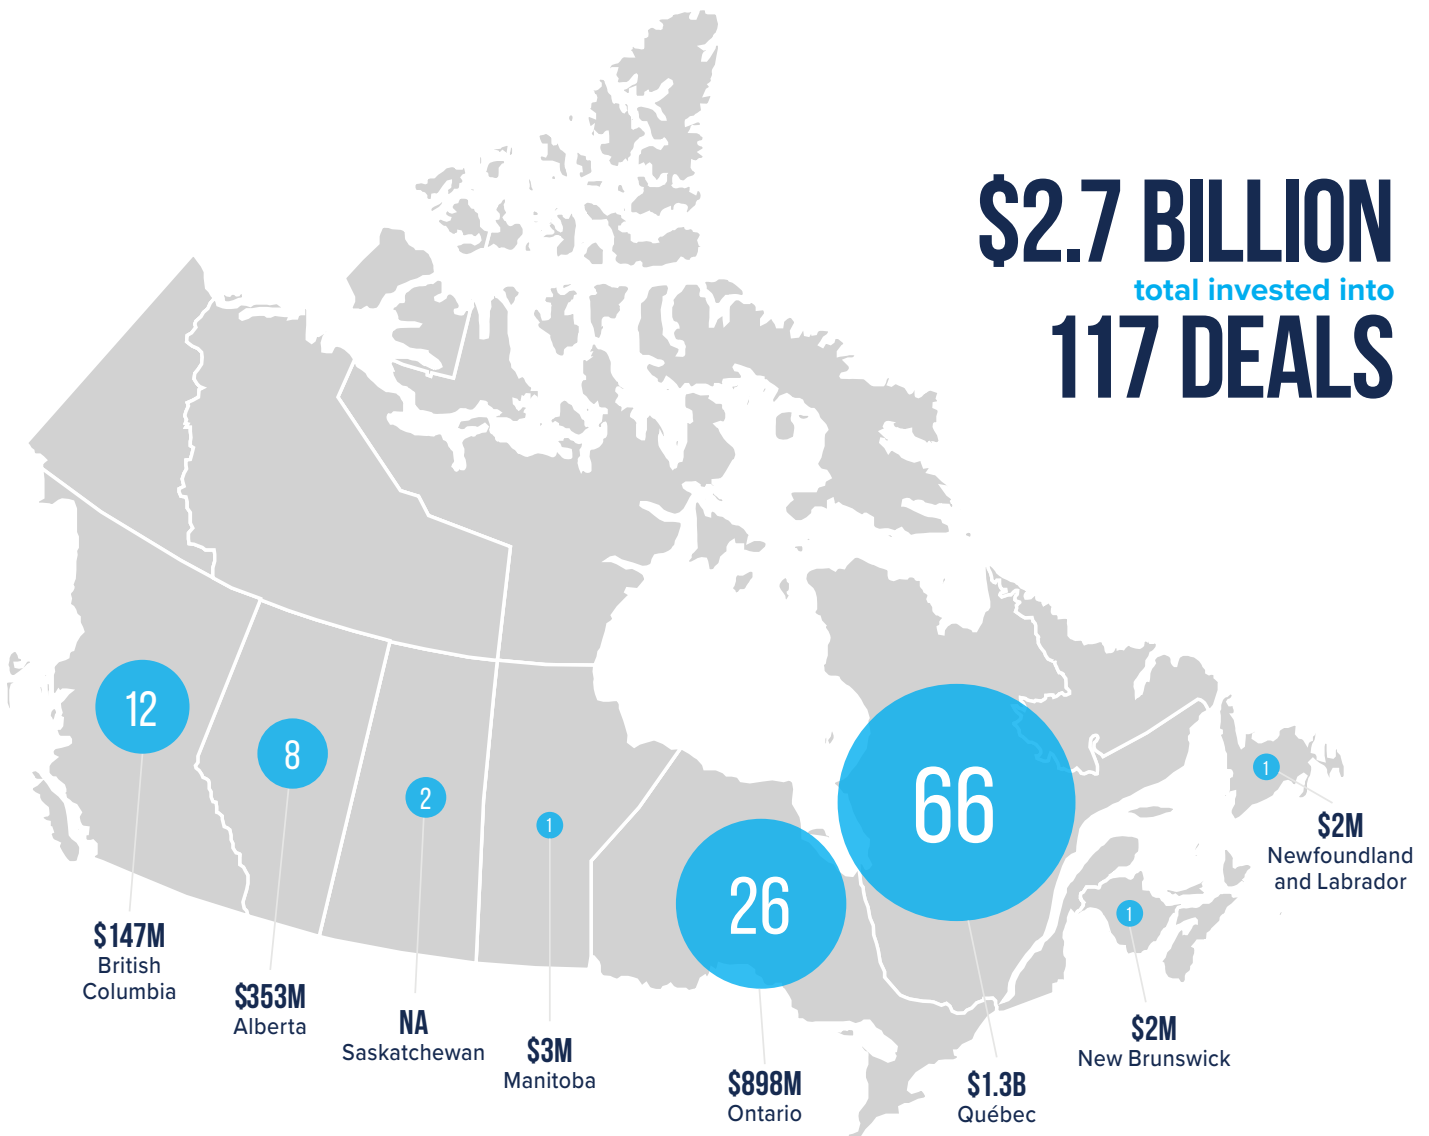 $2.7 BILLION
total invested into
117 DEALS
12
$147M
British
Columbia
8
$353M
Alberta
2
NA
Saskatchewan
1
$3M
Manitoba
26
$898M
Ontario
66
$1.3B
Québec
1
$2M
New Brunswick
1
$2M
Newfoundland
and Labrador